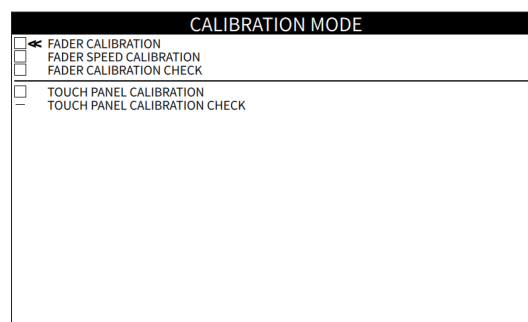 CALIBRATION MODE
FADER CALIBRATION
FADER SPEED CALIBRATION
FADER CALIBRATION CHECK
TOUCH PANEL CALIBRATION
TOUCH PANEL CALIBRATION CHECK